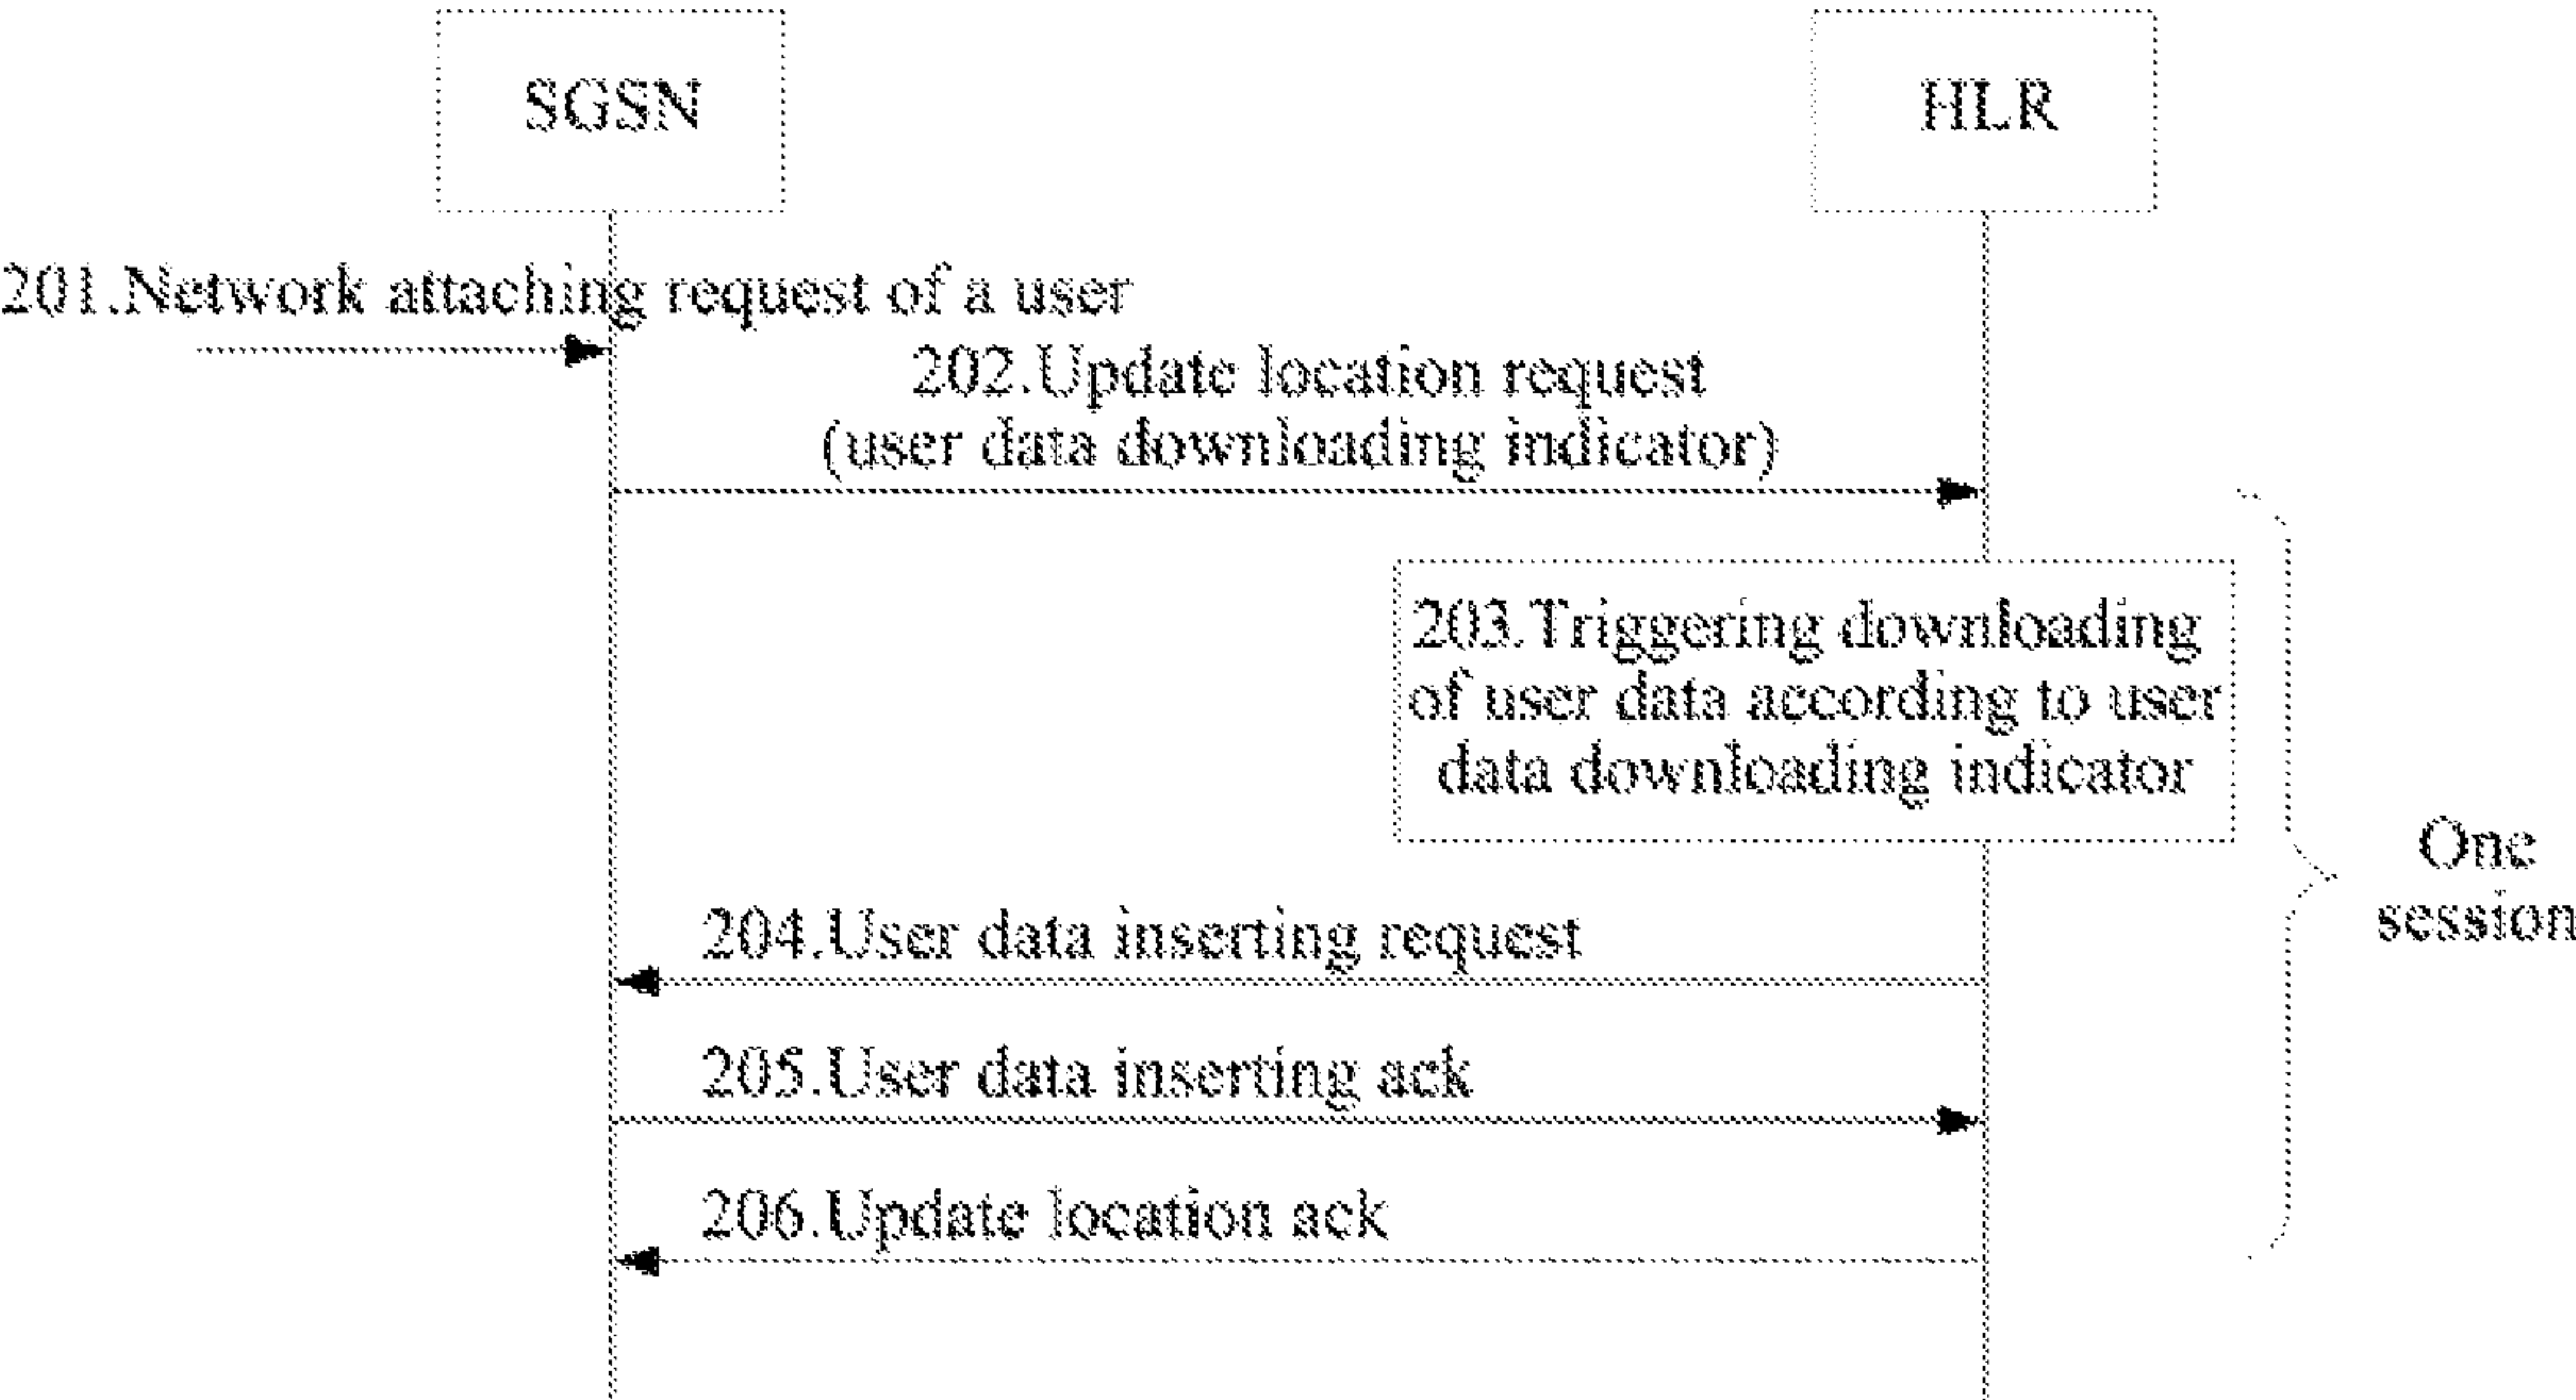 SGSN
HLR
201.Network attaching request of a user
202.Update location request
(user data downloading indicator)
203.Triggering downloading
of user data according to user
data downloading indicator
One
session
204.User data inserting request
205.User data inserting ack
206.Update location ack